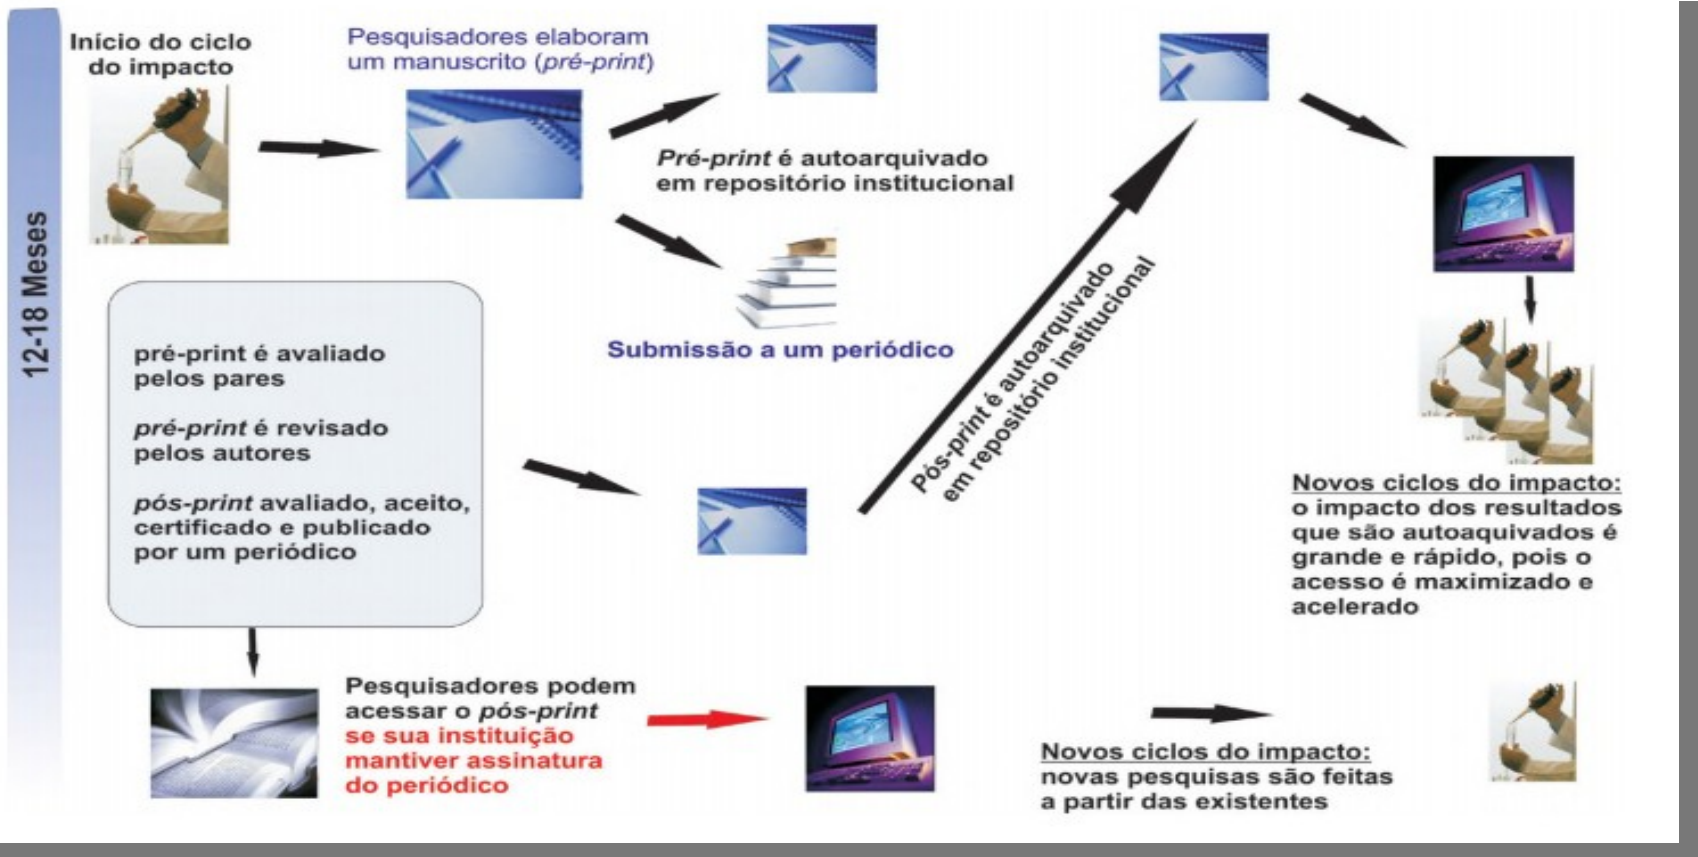 Início do ciclo
do impacto
Pesquisadores elaboram
um manuscrito (pré-print)
Pré-print é autoarquivado
em repositório institucional
Submissão a um periódico
12-18 Meses
pré-print é avaliado
pelos pares
pré-print é revisado
pelos autores
pós-print avaliado, aceito,
certificado e publicado
por um periódico
Pós-print é autoarquivado
em repositório institucional
Novos ciclos do impacto:
o impacto dos resultados
que são autoaquivados é
grande e rápido, pois o
acesso é maximizado e
acelerado
Pesquisadores podem
acessar o pós-print
se sua instituição
mantiver assinatura
do periódico
Novos ciclos do impacto:
novas pesquisas são feitas
a partir das existentes